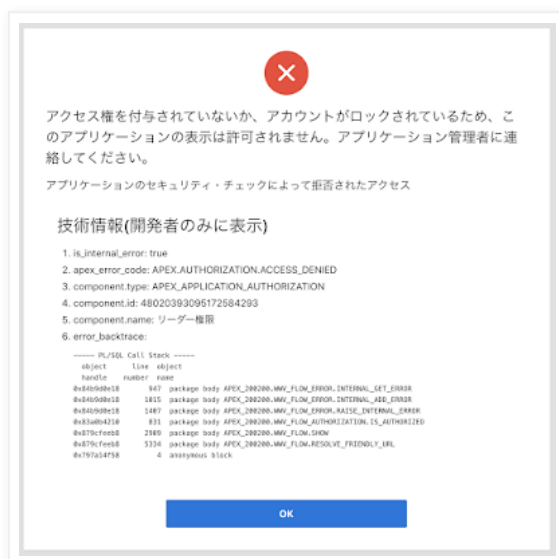 アクセス権を付与されていないか、アカウントがロックされているため、こ
のアプリケーションの表示は許可されません。アプリケーション管理者に連
絡してください。
アプリケーションのセキュリティ・チェックによって拒否されたアクセス
技術情報(開発者のみに表示)
1. is_internal_error: true
2. apex_error_code: APEX.AUTHORIZATION.ACCESS_DENIED
3. component.type: APEX_APPLICATION_AUTHORIZATION
4. component.id: 48020393095172584293
5. component.name: リーダー権限
6. error_backtrace:
----- PL/SQL Call Stack -----
object line object
handle number name
0x84b9d0e18 947 package body APEX_200200.WWV_FLOW_ERROR.INTERNAL_GET_ERROR
0x84b9d0e18 1015 package body APEX_200200.WWV_FLOW_ERROR.INTERNAL_ADD_ERROR
0x84b9d0e18 1407 package body APEX_200200.WWV_FLOW_ERROR.RAISE_INTERNAL_ERROR
0x83a0b4210 831 package body APEX_200200.WWV_FLOW_AUTHORIZATION.IS_AUTHORIZED
0x879cfeeb8 2909 package body APEX_200200.WWV_FLOW.SHOW
0x879cfeeb8 5334 package body APEX_200200.WWV_FLOW.RESOLVE_FRIENDLY_URL
0x797a14f58 4 anonymous block
OK